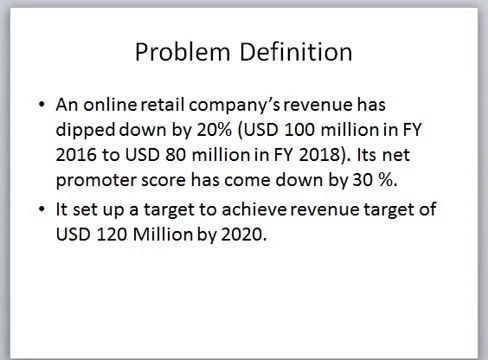 Problem Definition
• An online retail company's revenue has
dipped down by 20% (USD 100 million in FY
2016 to USD 80 million in FY 2018). Its net
promoter score has come down by 30 %.
• It set up a target to achieve revenue target of
USD 120 Million by 2020.